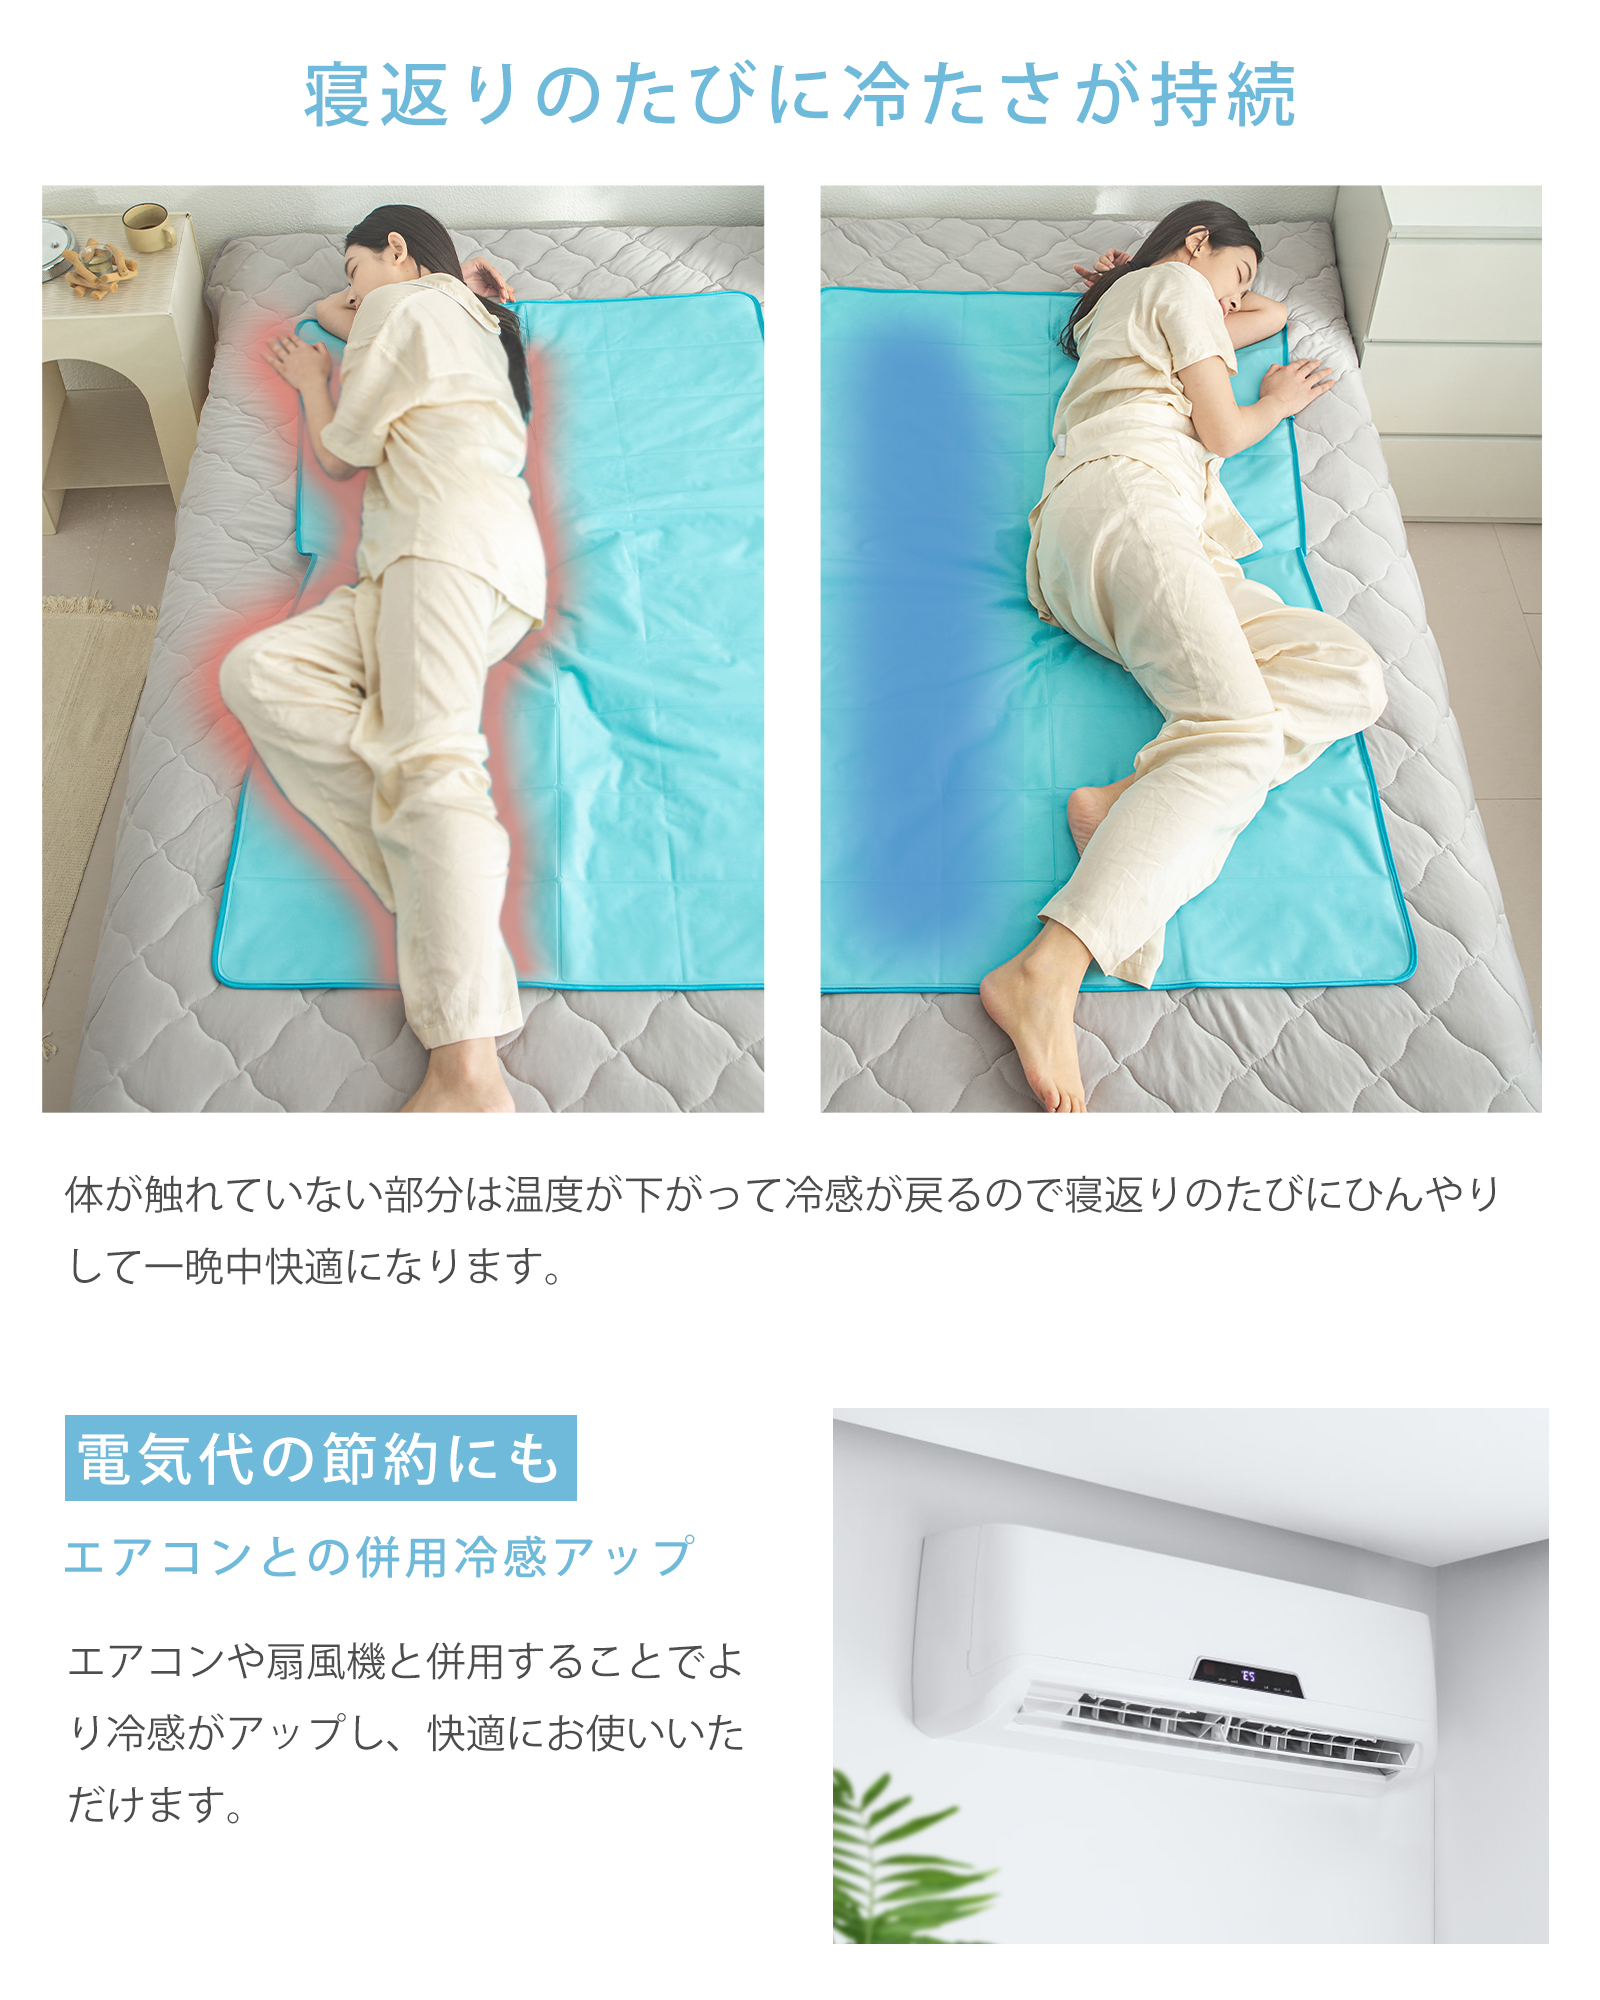 寝返りのたびに冷たさが持続
体が触れていない部分は温度が下がって冷感が戻るので寝返りのたびにひんやり
して一晩中快適になります。
電気代の節約にも
エアコンとの併用冷感アップ
エアコンや扇風機と併用することでよ
り冷感がアップし、快適にお使いいた
だけます。